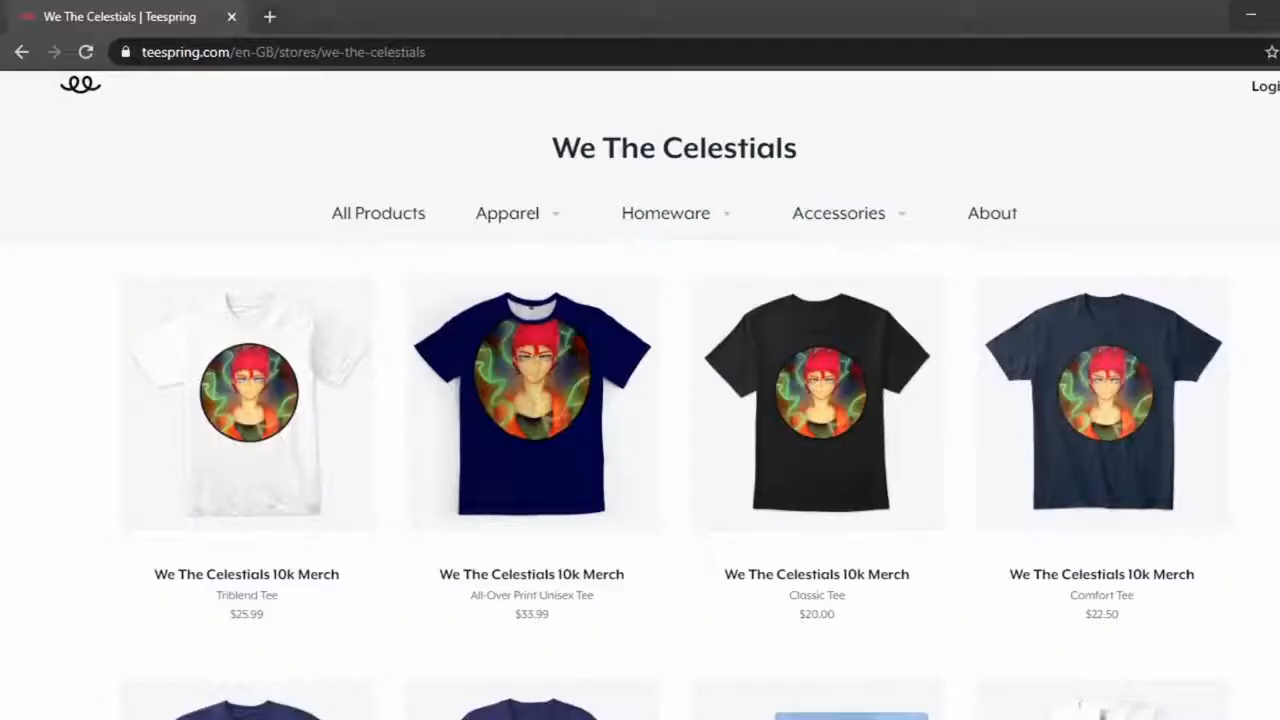 We The Celestials | Teespring
teespring.com/en-GB/stores/we-the-celestials
Logi
We The Celestials
All Products Apparel Homeware Accessories About
We The Celestials 10k Merch We The Celestials 10k Merch We The Celestials 10k Merch We The Celestials 10k Merch
Triblend Tee All-Over Print Unisex Tee Classic Tee Comfort Tee
$25.99 $33.99 $20.00 $22.50